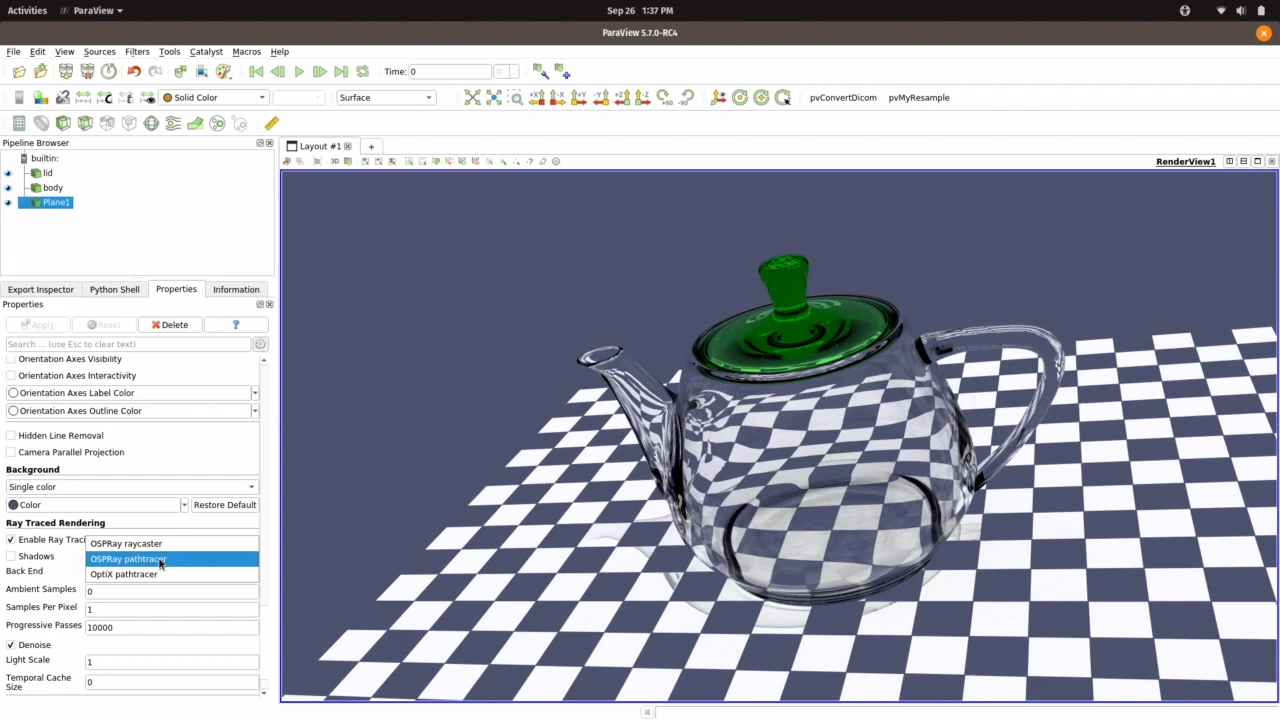 Activities ParaView Sep 26 1:37 PM
ParaView 5.7.0-RC4
File Edit View Sources Filters Tools Catalyst Macros Help
Time: 0 0
Solid Color Surface pvConvertDicom pvMyResample
Pipeline Browser Layout #1 +
builtin: 3D RenderView1
lid
body
Plane1
Export Inspector Python Shell Properties Information
Properties
Apply Reset Delete ?
Search ... (use Esc to clear text)
Orientation Axes Visibility
Orientation Axes Interactivity
Orientation Axes Label Color
Orientation Axes Outline Color
Hidden Line Removal
Camera Parallel Projection
Background
Single color
Color Restore Default
Ray Traced Rendering
Enable Ray Traci
OSPRay raycaster
Shadows OSPRay pathtracer
Back End OptiX pathtracer
Ambient Samples 0
Samples Per Pixel 1
Progressive Passes 10000
Denoise
Light Scale 1
Temporal Cache
Size 0